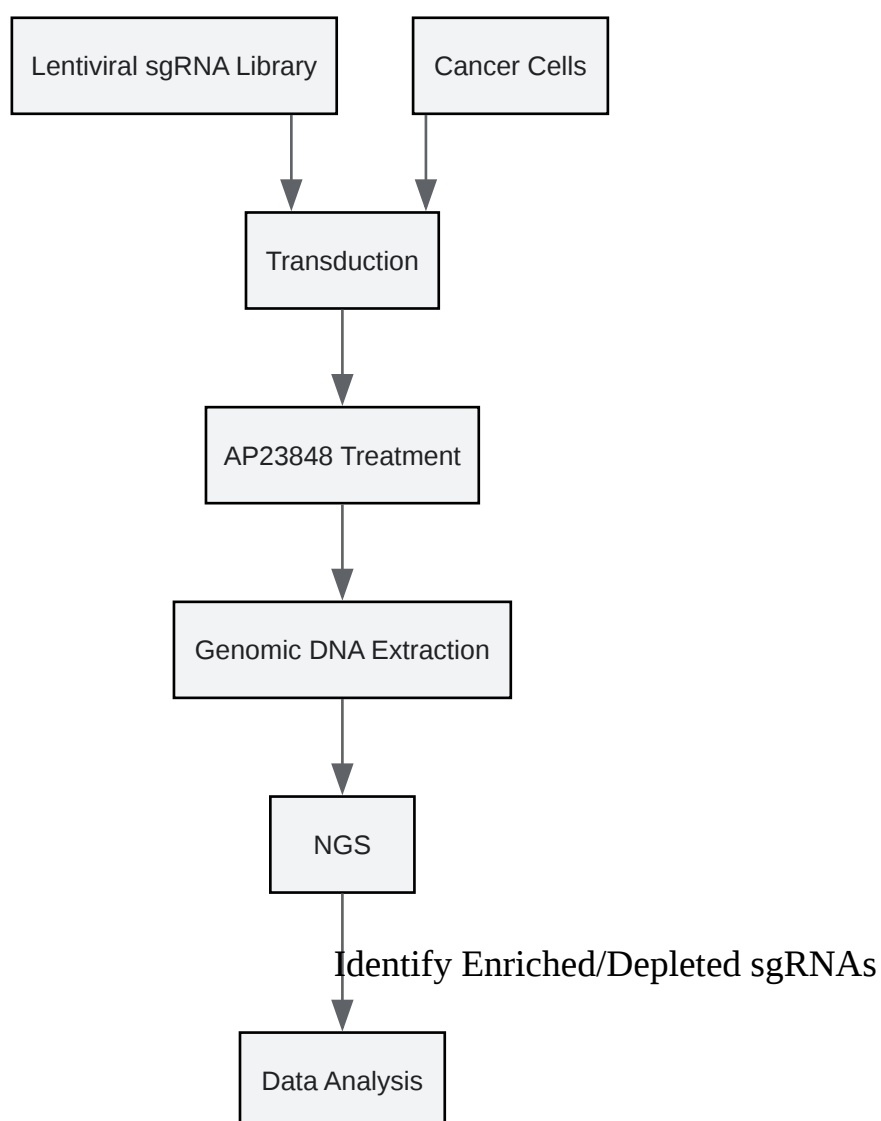 Lentiviral sgRNA Library
Cancer Cells
Transduction
AP23848 Treatment
Genomic DNA Extraction
NGS
Identify Enriched/Depleted sgRNAs
Data Analysis